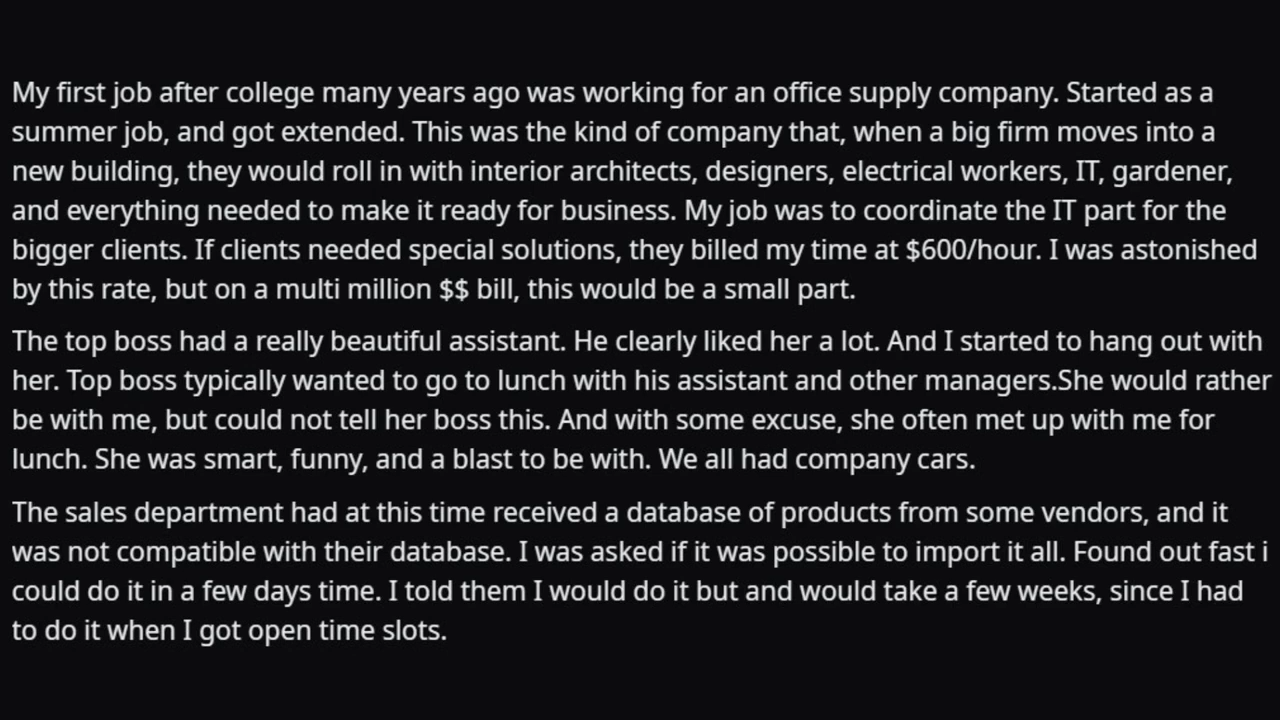 My first job after college many years ago was working for an office supply company. Started as a
summer job, and got extended. This was the kind of company that, when a big firm moves into a
new building, they would roll in with interior architects, designers, electrical workers, IT, gardener,
and everything needed to make it ready for business. My job was to coordinate the IT part for the
bigger clients. If clients needed special solutions, they billed my time at $600/hour. I was astonished
by this rate, but on a multi million $$ bill, this would be a small part.
The top boss had a really beautiful assistant. He clearly liked her a lot. And I started to hang out with
her. Top boss typically wanted to go to lunch with his assistant and other managers.She would rather
be with me, but could not tell her boss this. And with some excuse, she often met up with me for
lunch. She was smart, funny, and a blast to be with. We all had company cars.
The sales department had at this time received a database of products from some vendors, and it
was not compatible with their database. I was asked if it was possible to import it all. Found out fast i
could do it in a few days time. I told them I would do it but and would take a few weeks, since I had
to do it when I got open time slots.